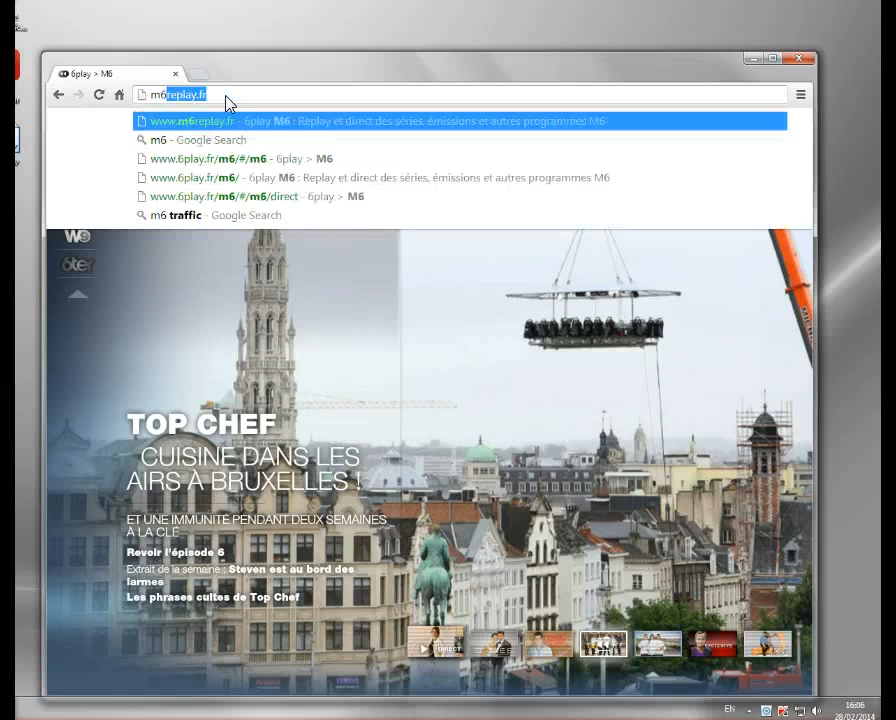 6play > M6
m6replay.fr
www.m6replay.fr - 6play M6 : Replay et direct des séries, émissions et autres programmes M6
m6 - Google Search
www.6play.fr/m6/#/m6 - 6play > M6
www.6play.fr/m6/ - 6play M6 : Replay et direct des séries, émissions et autres programmes M6
www.6play.fr/m6/#/m6/direct - 6play > M6
m6 traffic - Google Search
W9
6ter
TOP CHEF
CUISINE DANS LES
AIRS À BRUXELLES !
ET UNE IMMUNITÉ PENDANT DEUX SEMAINES
À LA CLÉ
Revoir l'épisode 6
Extrait de la semaine : Steven est au bord des
larmes
Les phrases cultes de Top Chef
DIRECT
EXCLUSIVE
EN
16:06
28/02/2014